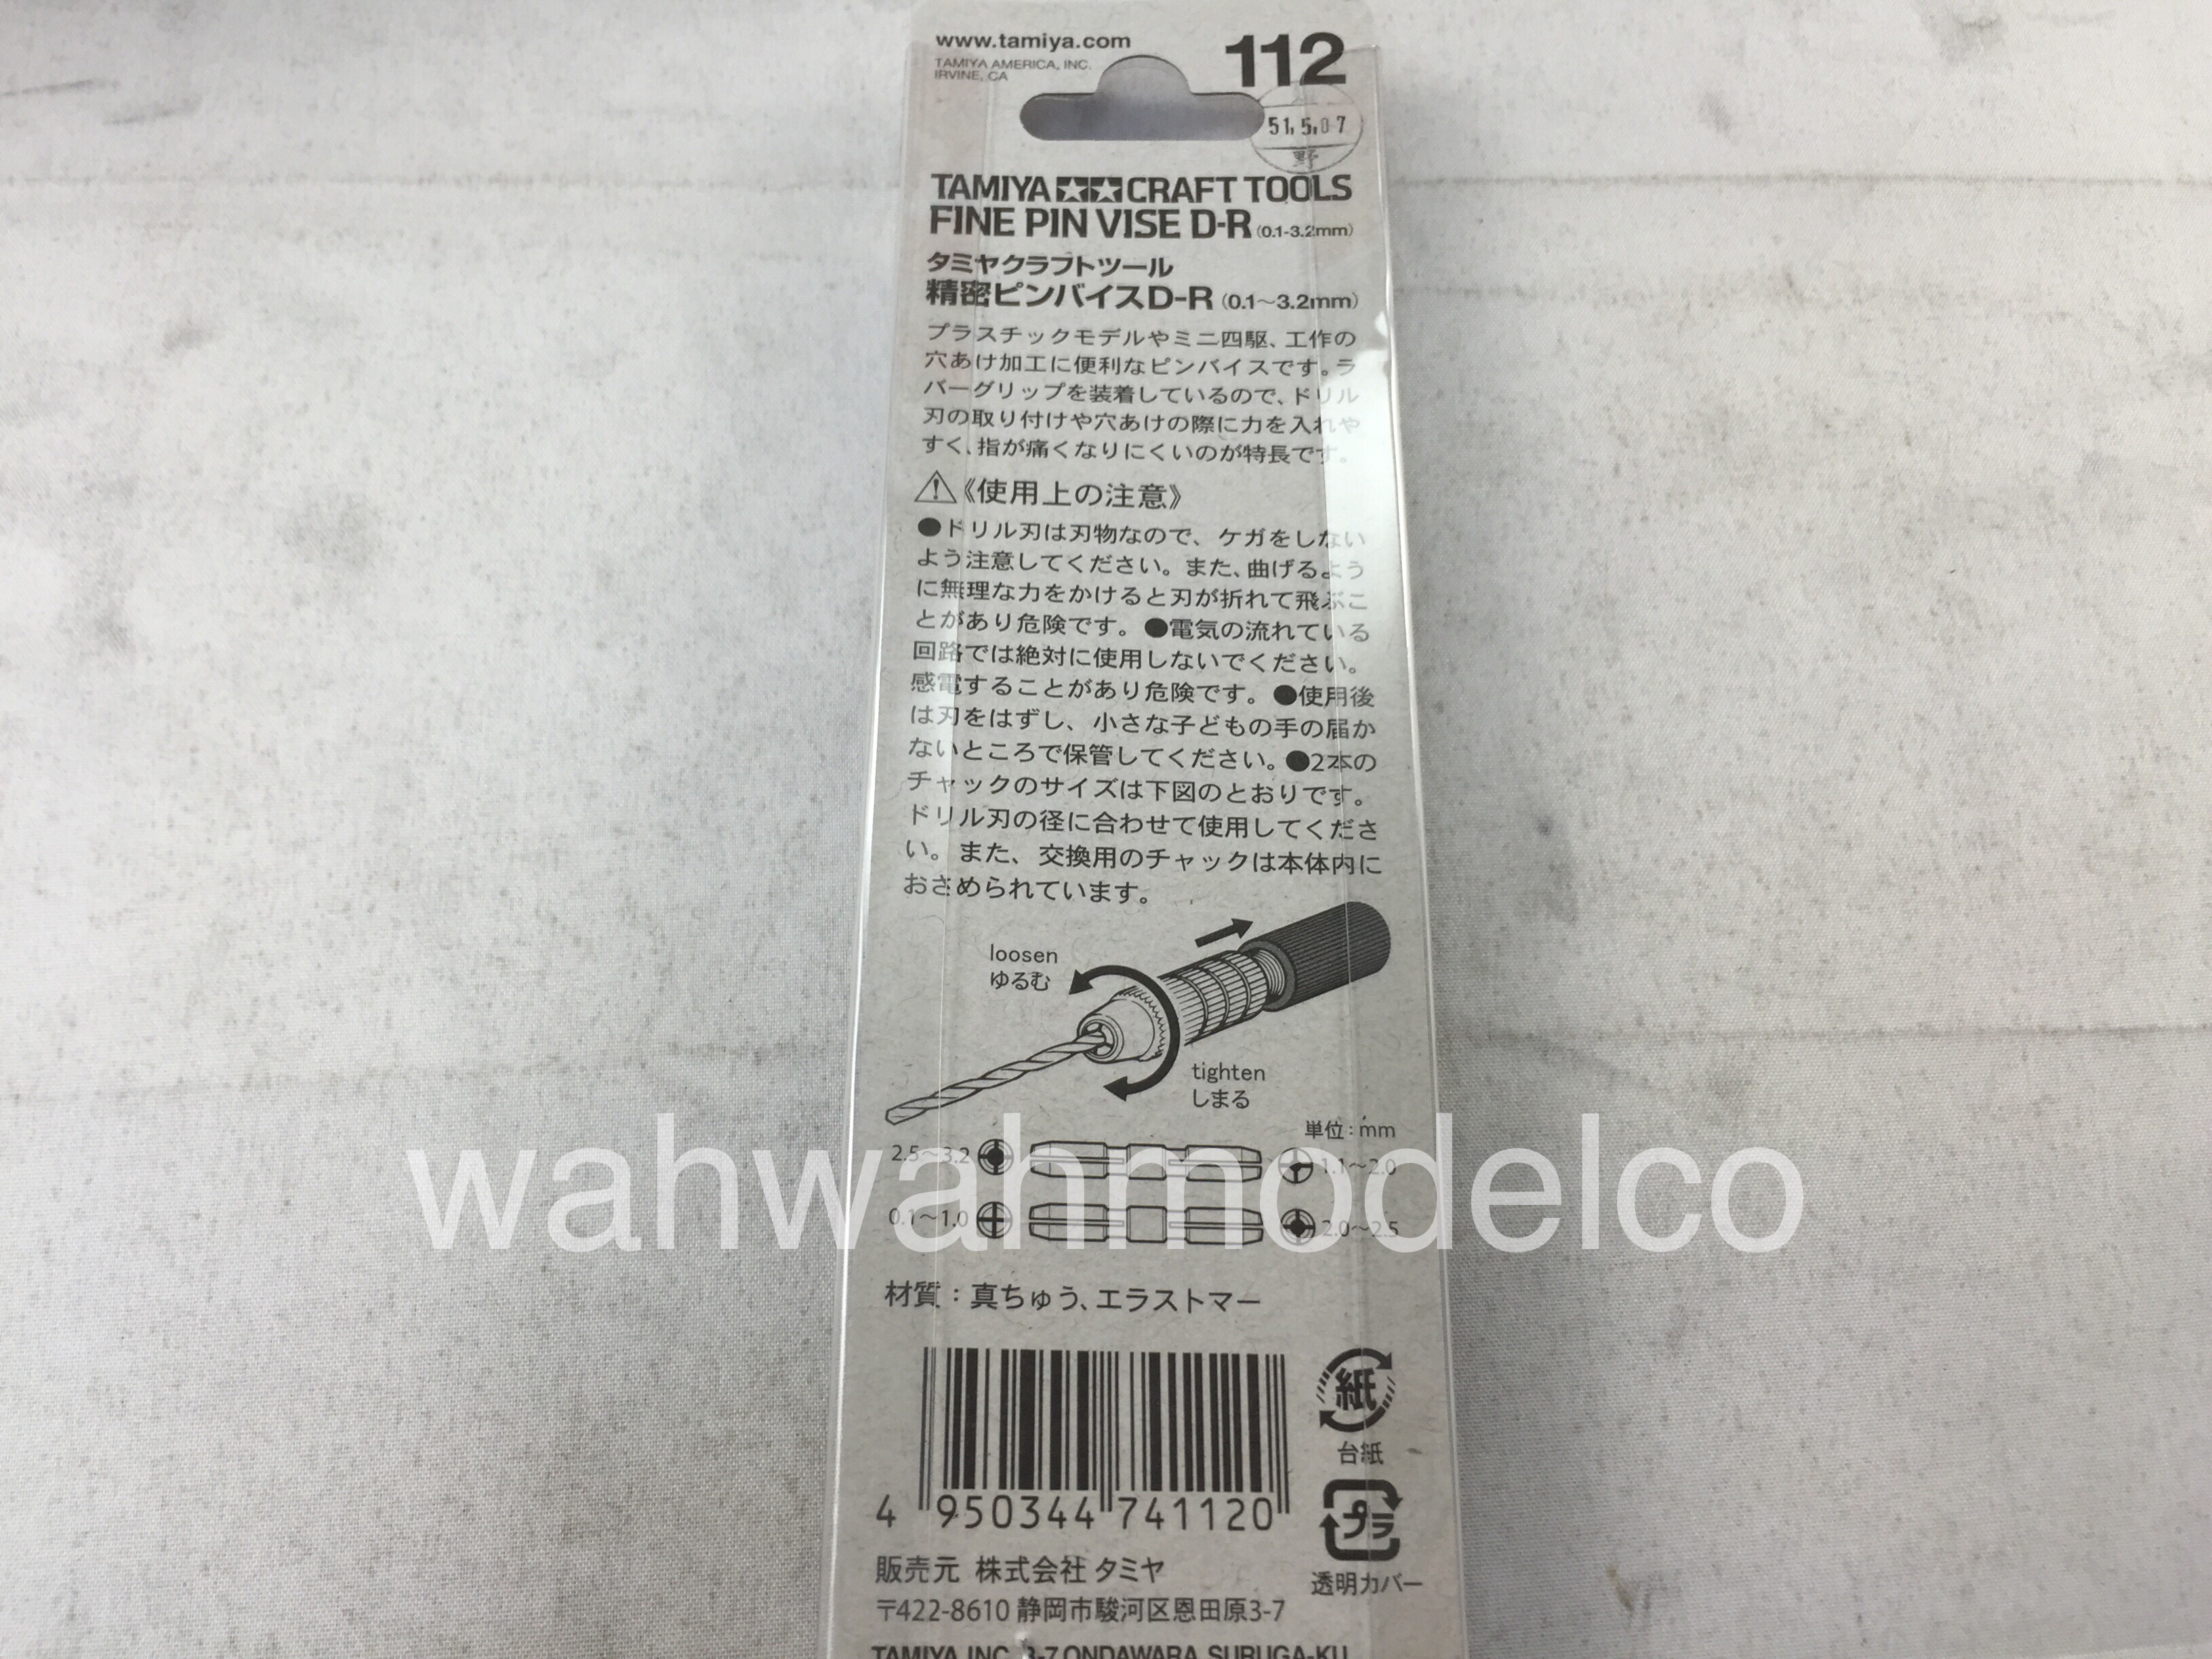 www.tamiya.com
TAMIYA AMERICA, INC.
IRVINE, CA
112
51.5.07
野
TAMIYA CRAFT TOOLS
FINE PIN VISE D-R (0.1-3.2mm)
タミヤクラフトツール
精密ピンバイスD-R (0.1〜3.2mm)
プラスチックモデルやミニ四駆、工作の
穴あけ加工に便利なピンバイスです。ラ
バーグリップを装着しているので、ドリル
刃の取り付けや穴あけの際に力を入れや
すく、指が痛くなりにくいのが特長です。
⚠《使用上の注意》
●ドリル刃は刃物なので、ケガをしない
よう注意してください。また、曲げるよう
に無理な力をかけると刃が折れて飛ぶこ
とがあり危険です。●電気の流れている
回路では絶対に使用しないでください。
感電することがあり危険です。●使用後
は刃をはずし、小さな子どもの手の届か
ないところで保管してください。●2本の
チャックのサイズは下図のとおりです。
ドリル刃の径に合わせて使用してくださ
い。また、交換用のチャックは本体内に
おさめられています。
loosen
ゆるむ
tighten
しまる
単位：mm
2.5〜3.2
1.1〜2.0
wahwahmodelco
0.1〜1.0
2.0〜2.5
材質：真ちゅう、エラストマー
紙
台紙
4 950344 741120
プラ
透明カバー
販売元 株式会社 タミヤ
〒422-8610 静岡市駿河区恩田原3-7
TAMIYA, INC. 3-7 ONDAWARA, SURUGA-KU,